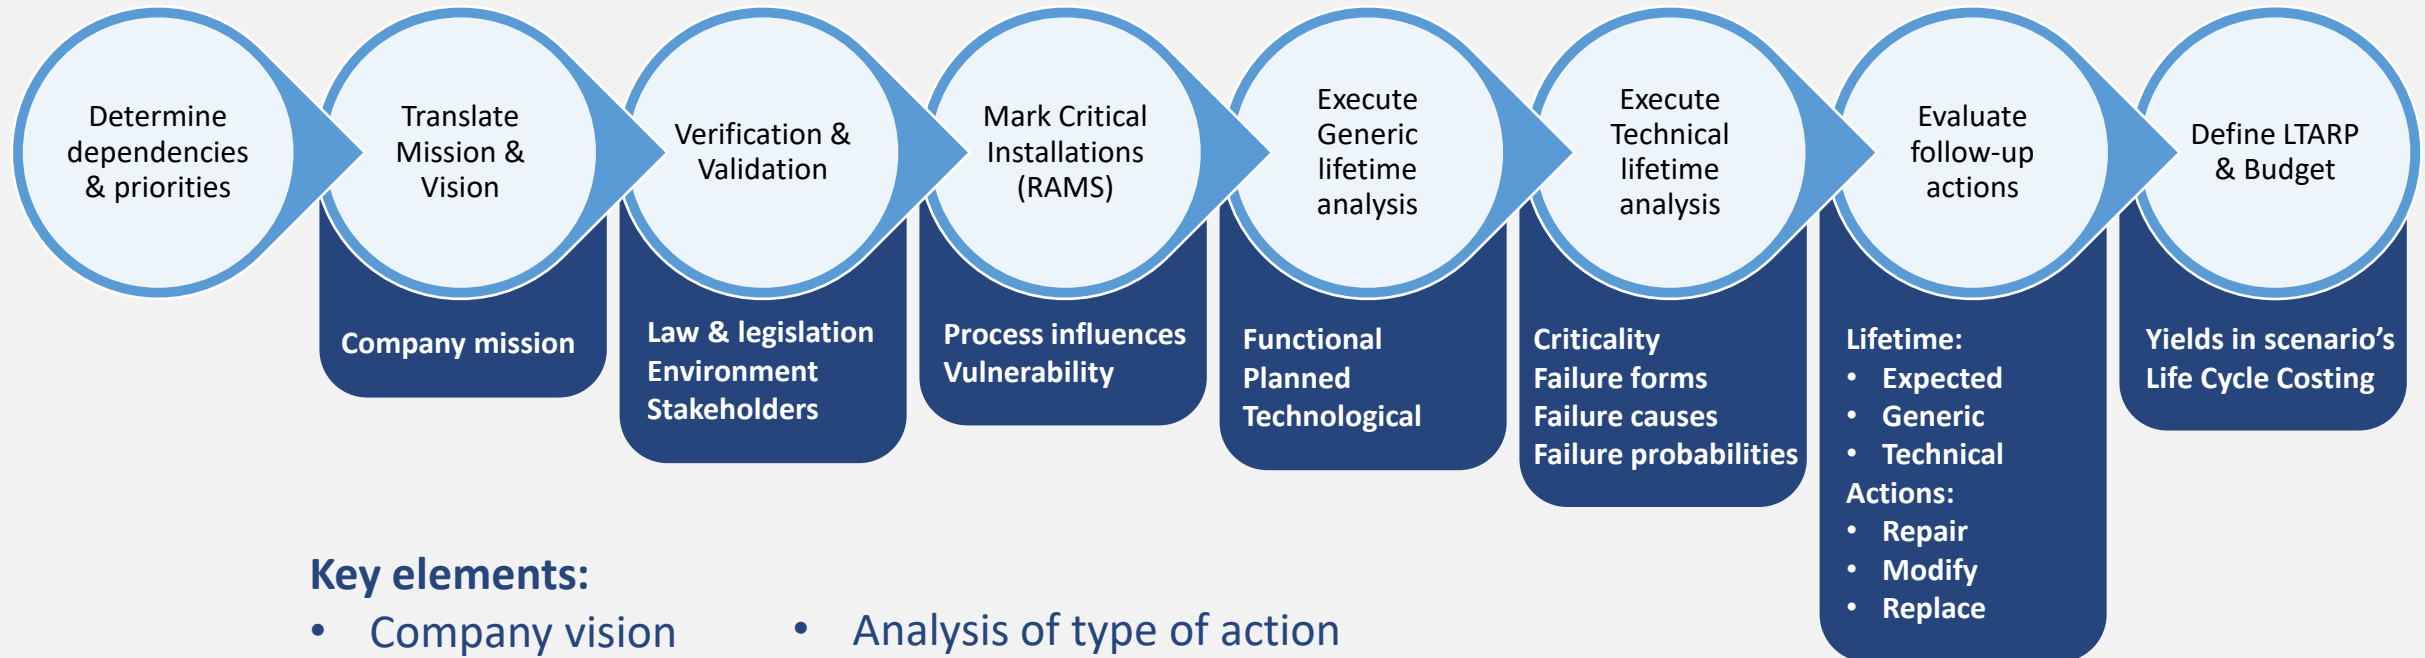 Determine
dependencies
& priorities
Translate
Mission &
Vision
Company mission
Verification &
Validation
Law & legislation
Environment
Stakeholders
Mark Critical
Installations
(RAMS)
Process influences
Vulnerability
Execute
Generic
lifetime
analysis
Functional
Planned
Technological
Execute
Technical
lifetime
analysis
Criticality
Failure forms
Failure causes
Failure probabilities
Evaluate
follow-up
actions
Lifetime:
• Expected
• Generic
• Technical
Actions:
• Repair
• Modify
• Replace
Define LTARP
& Budget
Yields in scenario’s
Life Cycle Costing
Key elements:
• Company vision
• Analysis of type of action